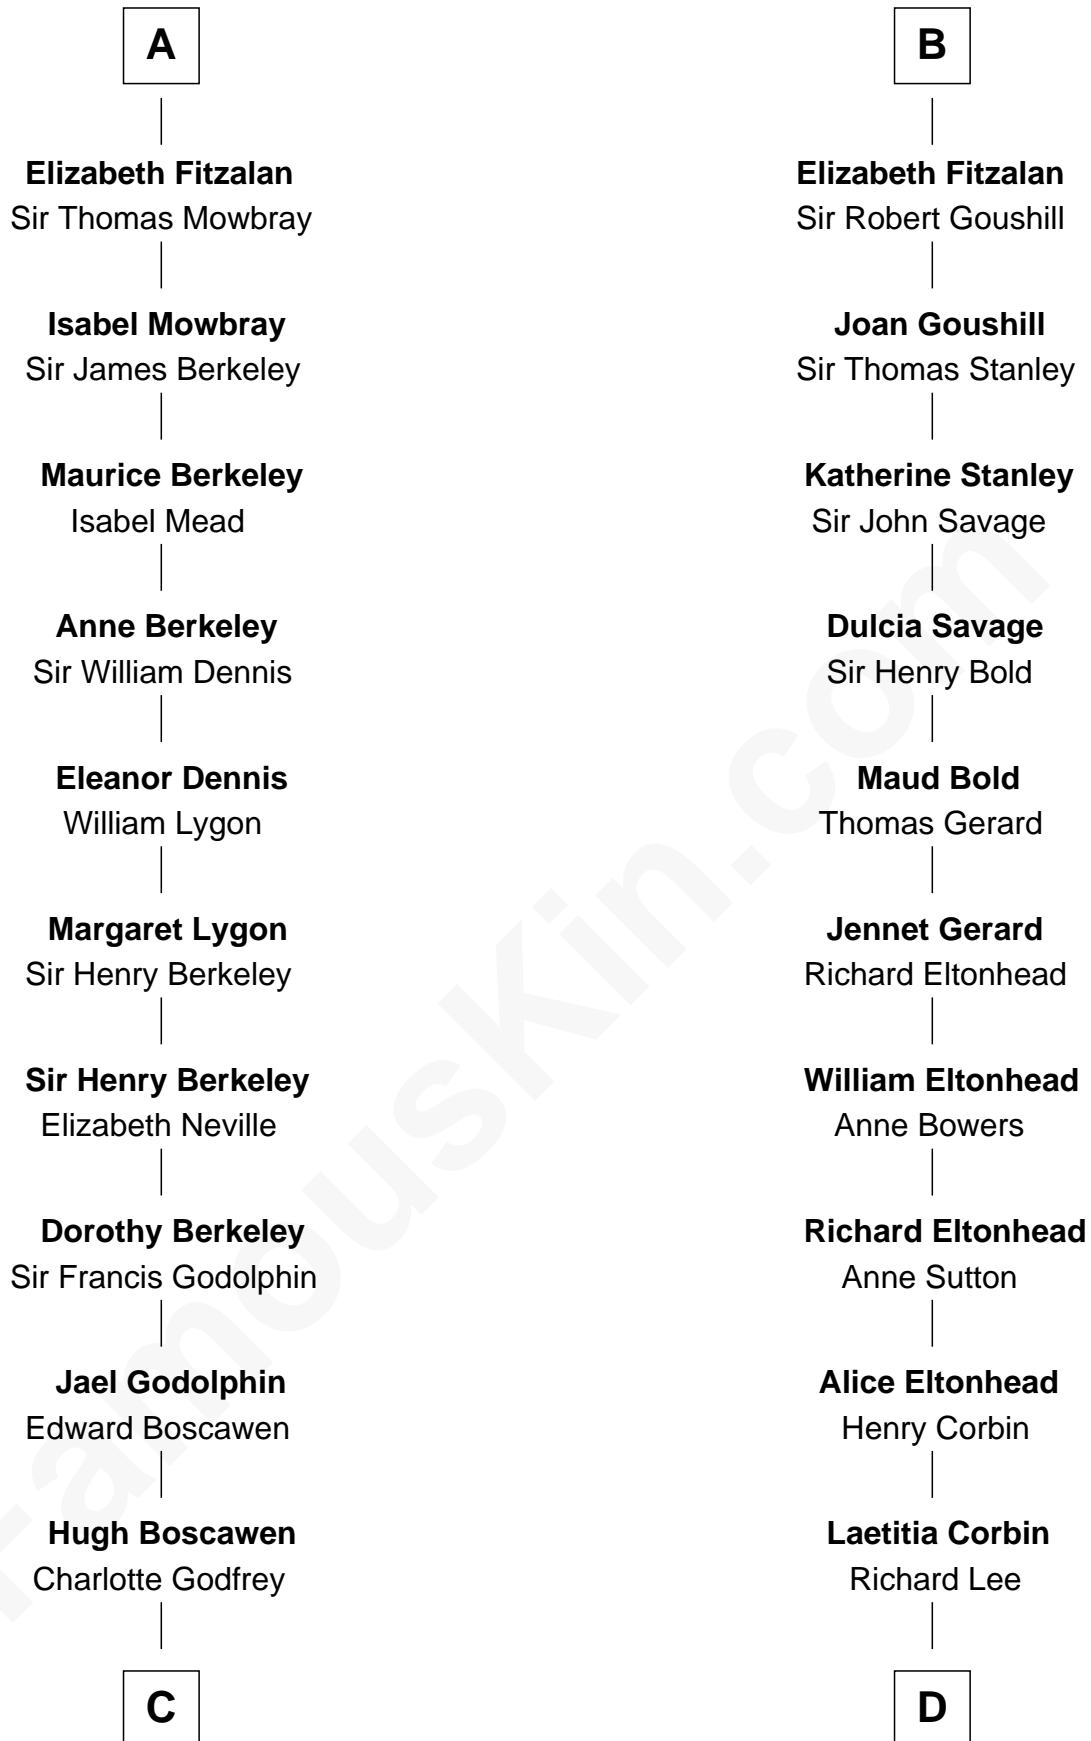 A
Elizabeth Fitzalan
Sir Thomas Mowbray
Isabel Mowbray
Sir James Berkeley
Maurice Berkeley
Isabel Mead
Anne Berkeley
Sir William Dennis
Eleanor Dennis
William Lygon
Margaret Lygon
Sir Henry Berkeley
Sir Henry Berkeley
Elizabeth Neville
Dorothy Berkeley
Sir Francis Godolphin
Jael Godolphin
Edward Boscawen
Hugh Boscawen
Charlotte Godfrey
C
B
Elizabeth Fitzalan
Sir Robert Goushill
Joan Goushill
Sir Thomas Stanley
Katherine Stanley
Sir John Savage
Dulcia Savage
Sir Henry Bold
Maud Bold
Thomas Gerard
Jennet Gerard
Richard Eltonhead
William Eltonhead
Anne Bowers
Richard Eltonhead
Anne Sutton
Alice Eltonhead
Henry Corbin
Laetitia Corbin
Richard Lee
D
FamousKin.com